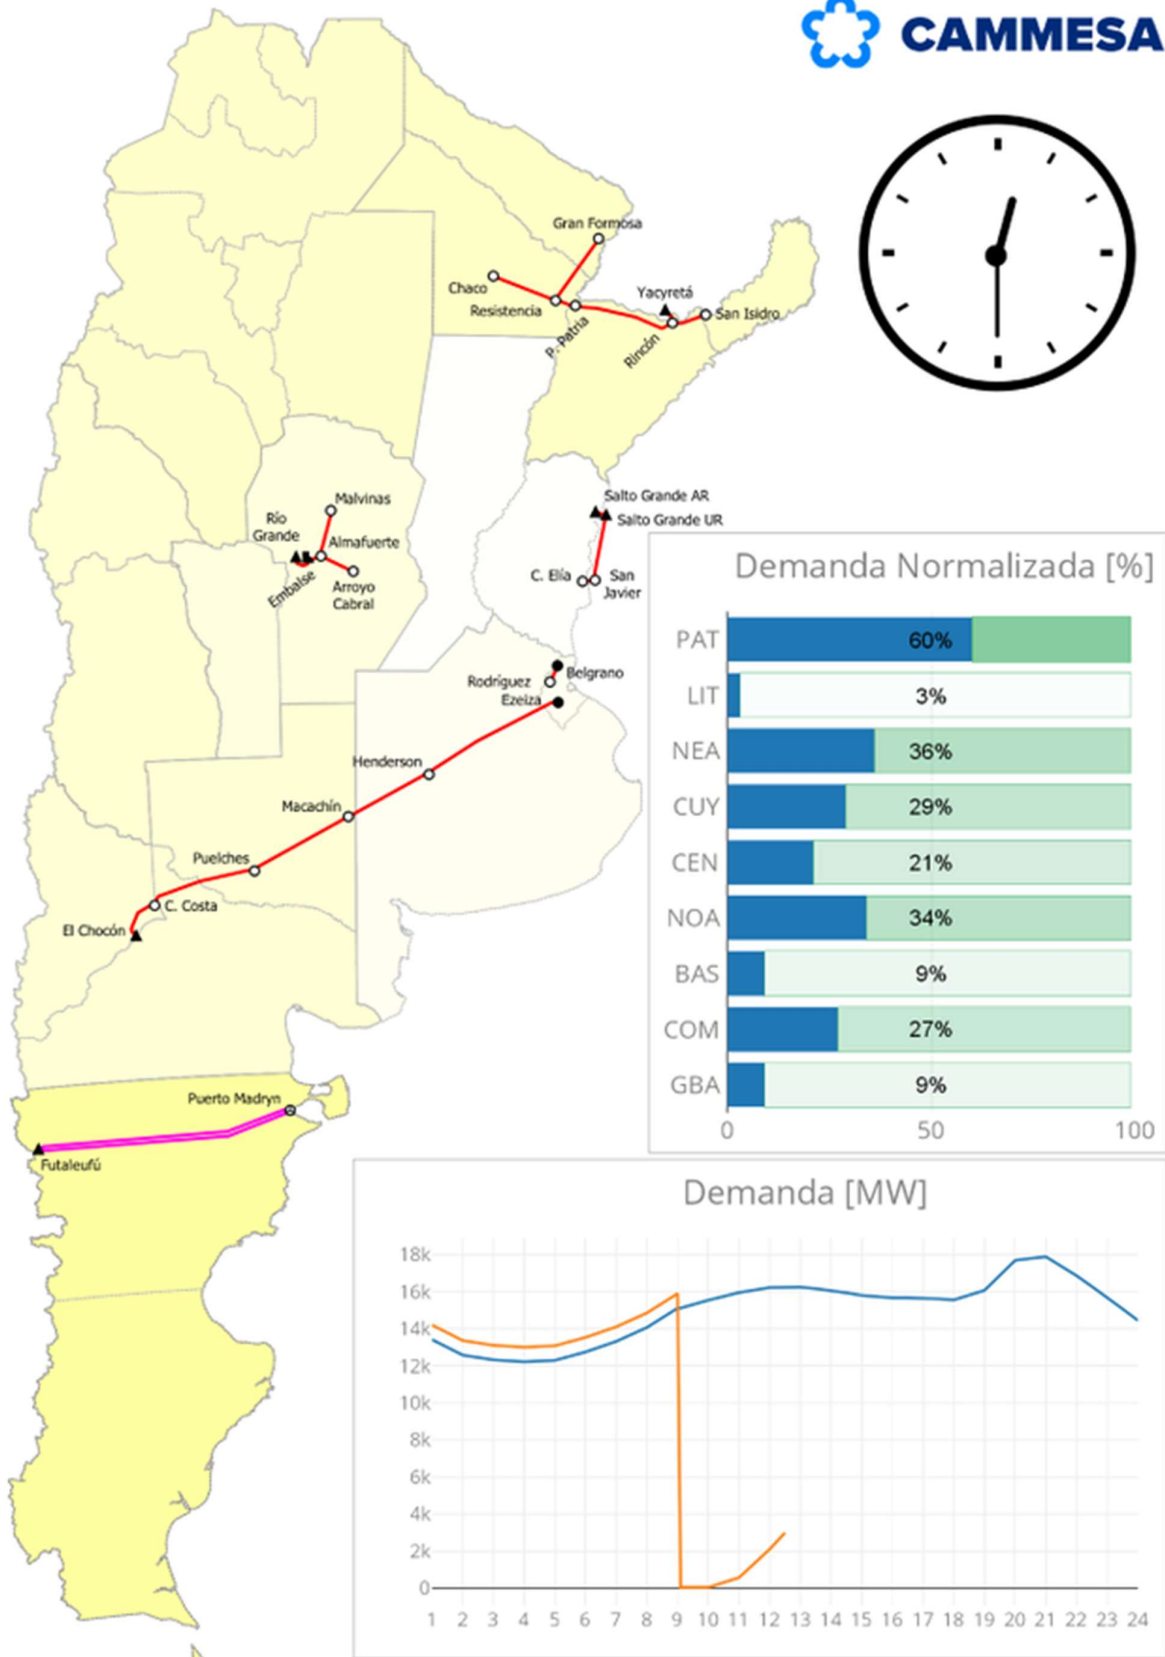 CAMMESA
Gran Formosa
Chaco
Resistencia
P. Patria
Yacyretá
San Isidro
Rincón
Salto Grande AR
Salto Grande UR
Malvinas
Río
Grande
Almafuerte
Embalse
Arroyo
Cabral
C. Elía
San
Javier
Belgrano
Rodríguez
Ezeiza
Henderson
Macachín
Puelches
C. Costa
El Chocón
Puerto Madryn
Futaleufú
Demanda Normalizada [%]
PAT 60%
LIT 3%
NEA 36%
CUY 29%
CEN 21%
NOA 34%
BAS 9%
COM 27%
GBA 9%
0 50 100
Demanda [MW]
18k
16k
14k
12k
10k
8k
6k
4k
2k
0
1 2 3 4 5 6 7 8 9 10 11 12 13 14 15 16 17 18 19 20 21 22 23 24